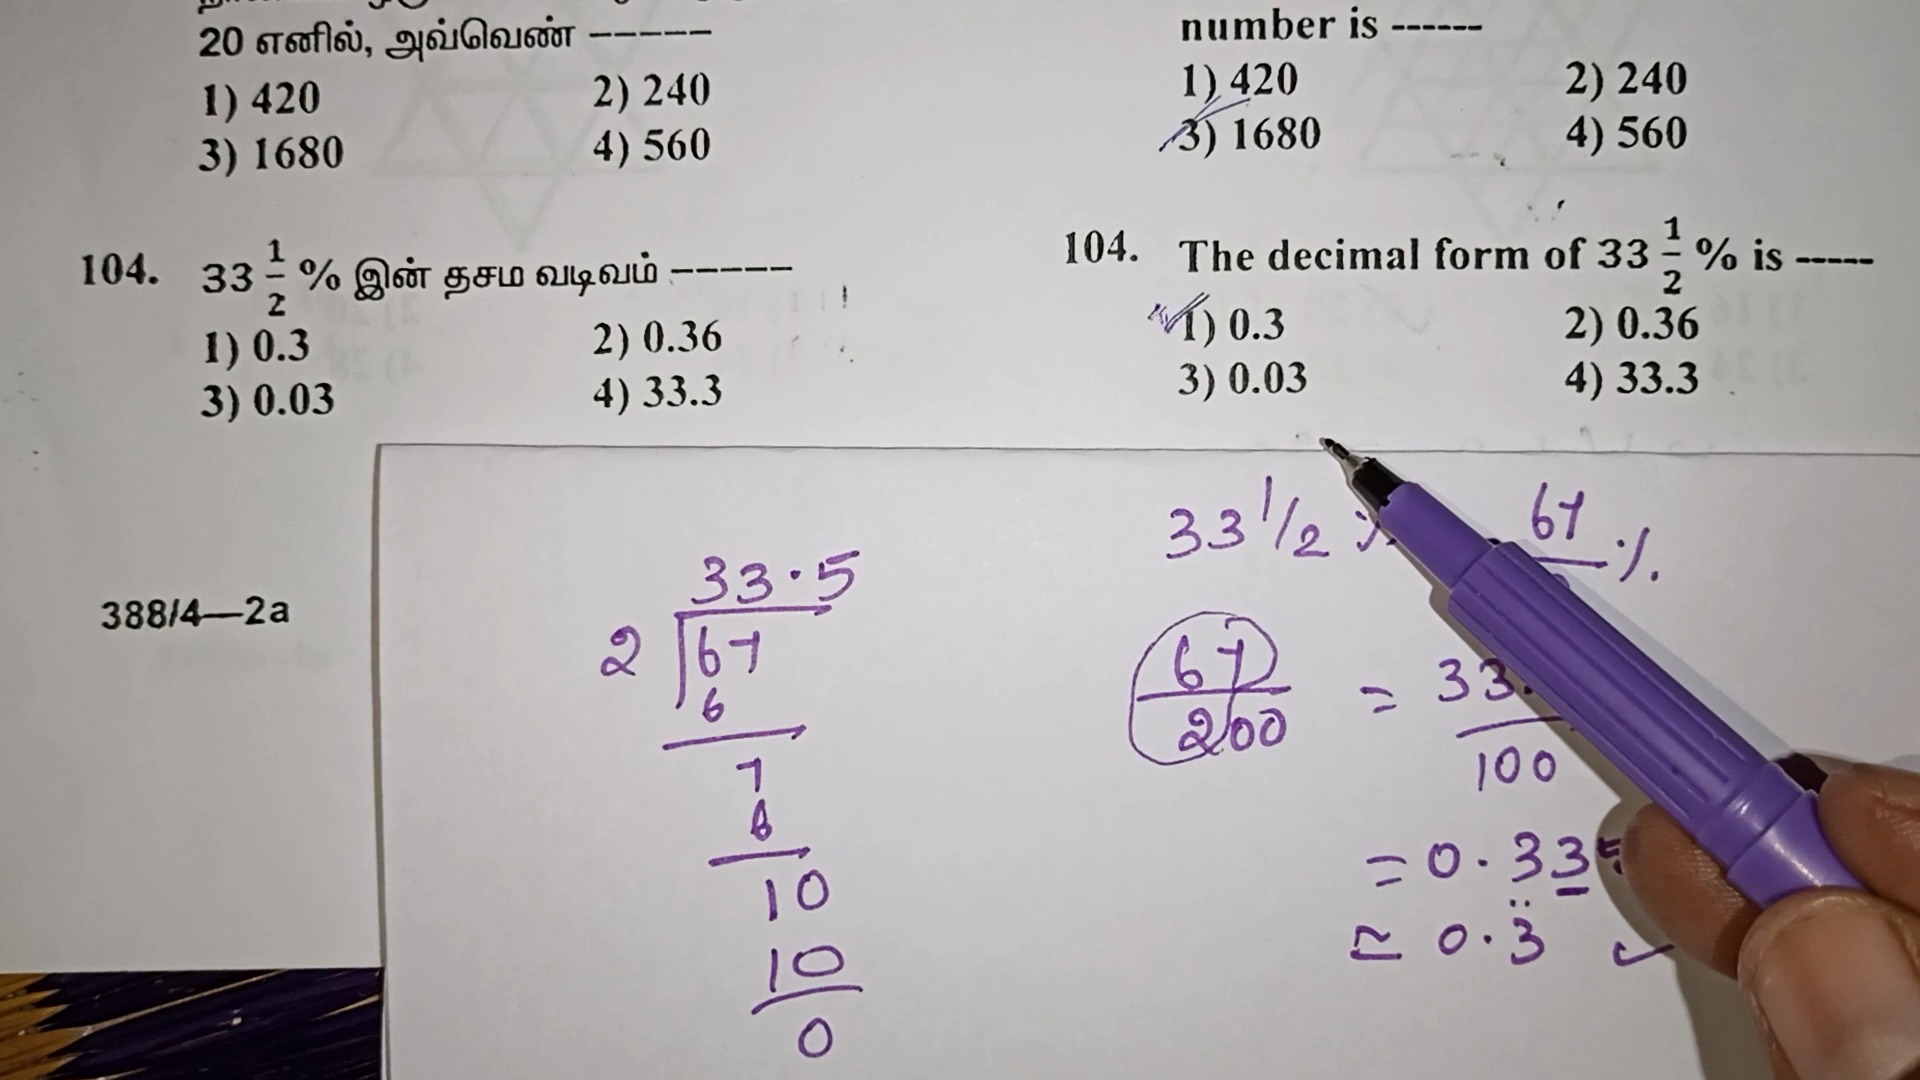 20 எனில், அவ்வெண் -----
1) 420 2) 240
3) 1680 4) 560
104. 33 1/2 % இன் தசம வடிவம் -----
1) 0.3 2) 0.36
3) 0.03 4) 33.3
388/4—2a
number is ------
1) 420 2) 240
3) 1680 4) 560
104. The decimal form of 33 1/2 % is -----
1) 0.3 2) 0.36
3) 0.03 4) 33.3
33.5
2 67
6
7
6
10
10
0
33 1/2 % 67 %
67/200 = 33. /100
= 0.335
≈ 0.3